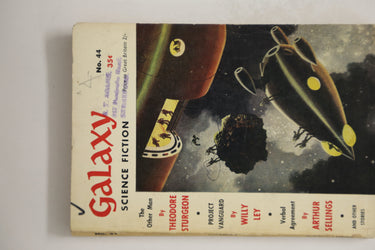 Galaxy
SCIENCE FICTION
No. 44
35¢
The
Other Man
By
THEODORE
STURGEON
PROJECT
VANGUARD
By
WILLY
LEY
•
Verbal
Agreement
By
ARTHUR
SELLINGS
•
AND OTHER
STORIES